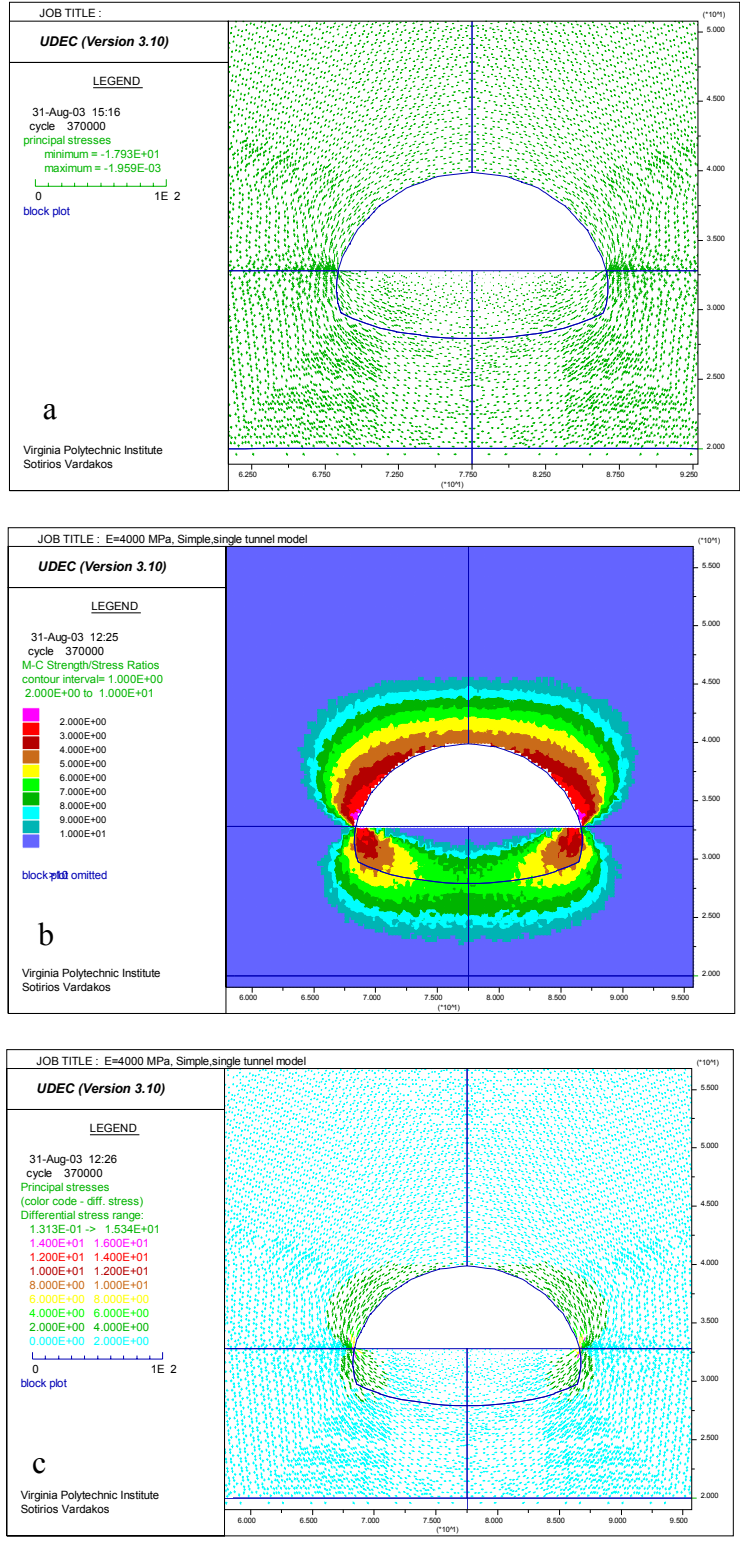 JOB TITLE :
UDEC (Version 3.10)
LEGEND
31-Aug-03 15:16
cycle 370000
principal stresses
minimum = -1.793E+01
maximum = -1.959E-03
0 1E 2
block plot
a
Virginia Polytechnic Institute
Sotirios Vardakos
(*10^1)
5.000
4.500
4.000
3.500
3.000
2.500
2.000
6.250 6.750 7.250 7.750 8.250 8.750 9.250
(*10^1)
JOB TITLE : E=4000 MPa, Simple,single tunnel model
UDEC (Version 3.10)
LEGEND
31-Aug-03 12:25
cycle 370000
M-C Strength/Stress Ratios
contour interval= 1.000E+00
2.000E+00 to 1.000E+01
2.000E+00
3.000E+00
4.000E+00
5.000E+00
6.000E+00
7.000E+00
8.000E+00
9.000E+00
1.000E+01
block plot omitted
b
Virginia Polytechnic Institute
Sotirios Vardakos
(*10^1)
5.500
5.000
4.500
4.000
3.500
3.000
2.500
2.000
6.000 6.500 7.000 7.500 8.000 8.500 9.000 9.500
(*10^1)
JOB TITLE : E=4000 MPa, Simple,single tunnel model
UDEC (Version 3.10)
LEGEND
31-Aug-03 12:26
cycle 370000
Principal stresses
(color code - diff. stress)
Differential stress range:
1.313E-01 -> 1.534E+01
1.400E+01 1.600E+01
1.200E+01 1.400E+01
1.000E+01 1.200E+01
8.000E+00 1.000E+01
6.000E+00 8.000E+00
4.000E+00 6.000E+00
2.000E+00 4.000E+00
0.000E+00 2.000E+00
0 1E 2
block plot
c
Virginia Polytechnic Institute
Sotirios Vardakos
(*10^1)
5.500
5.000
4.500
4.000
3.500
3.000
2.500
2.000
6.000 6.500 7.000 7.500 8.000 8.500 9.000 9.500
(*10^1)